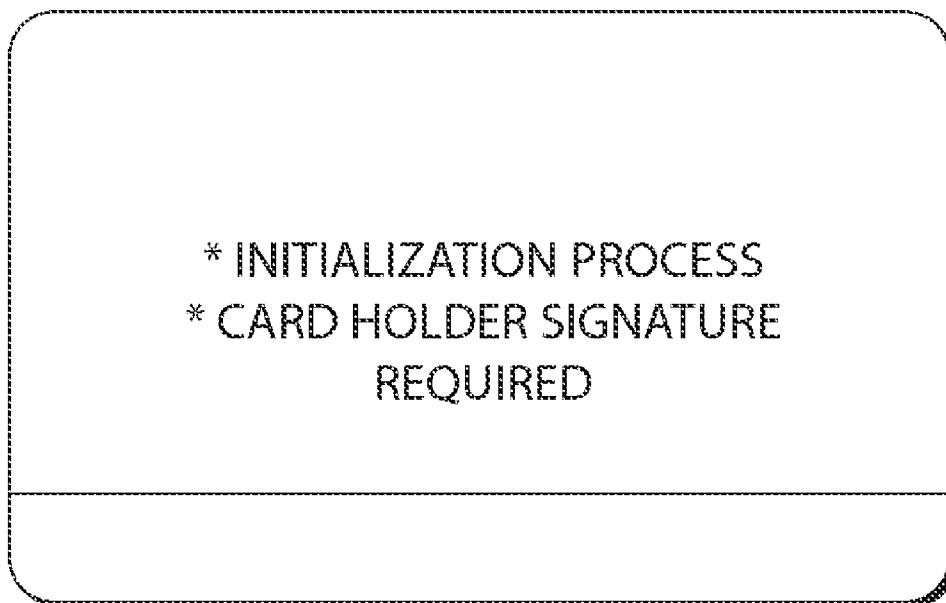 * INITIALIZATION PROCESS
* CARD HOLDER SIGNATURE
REQUIRED